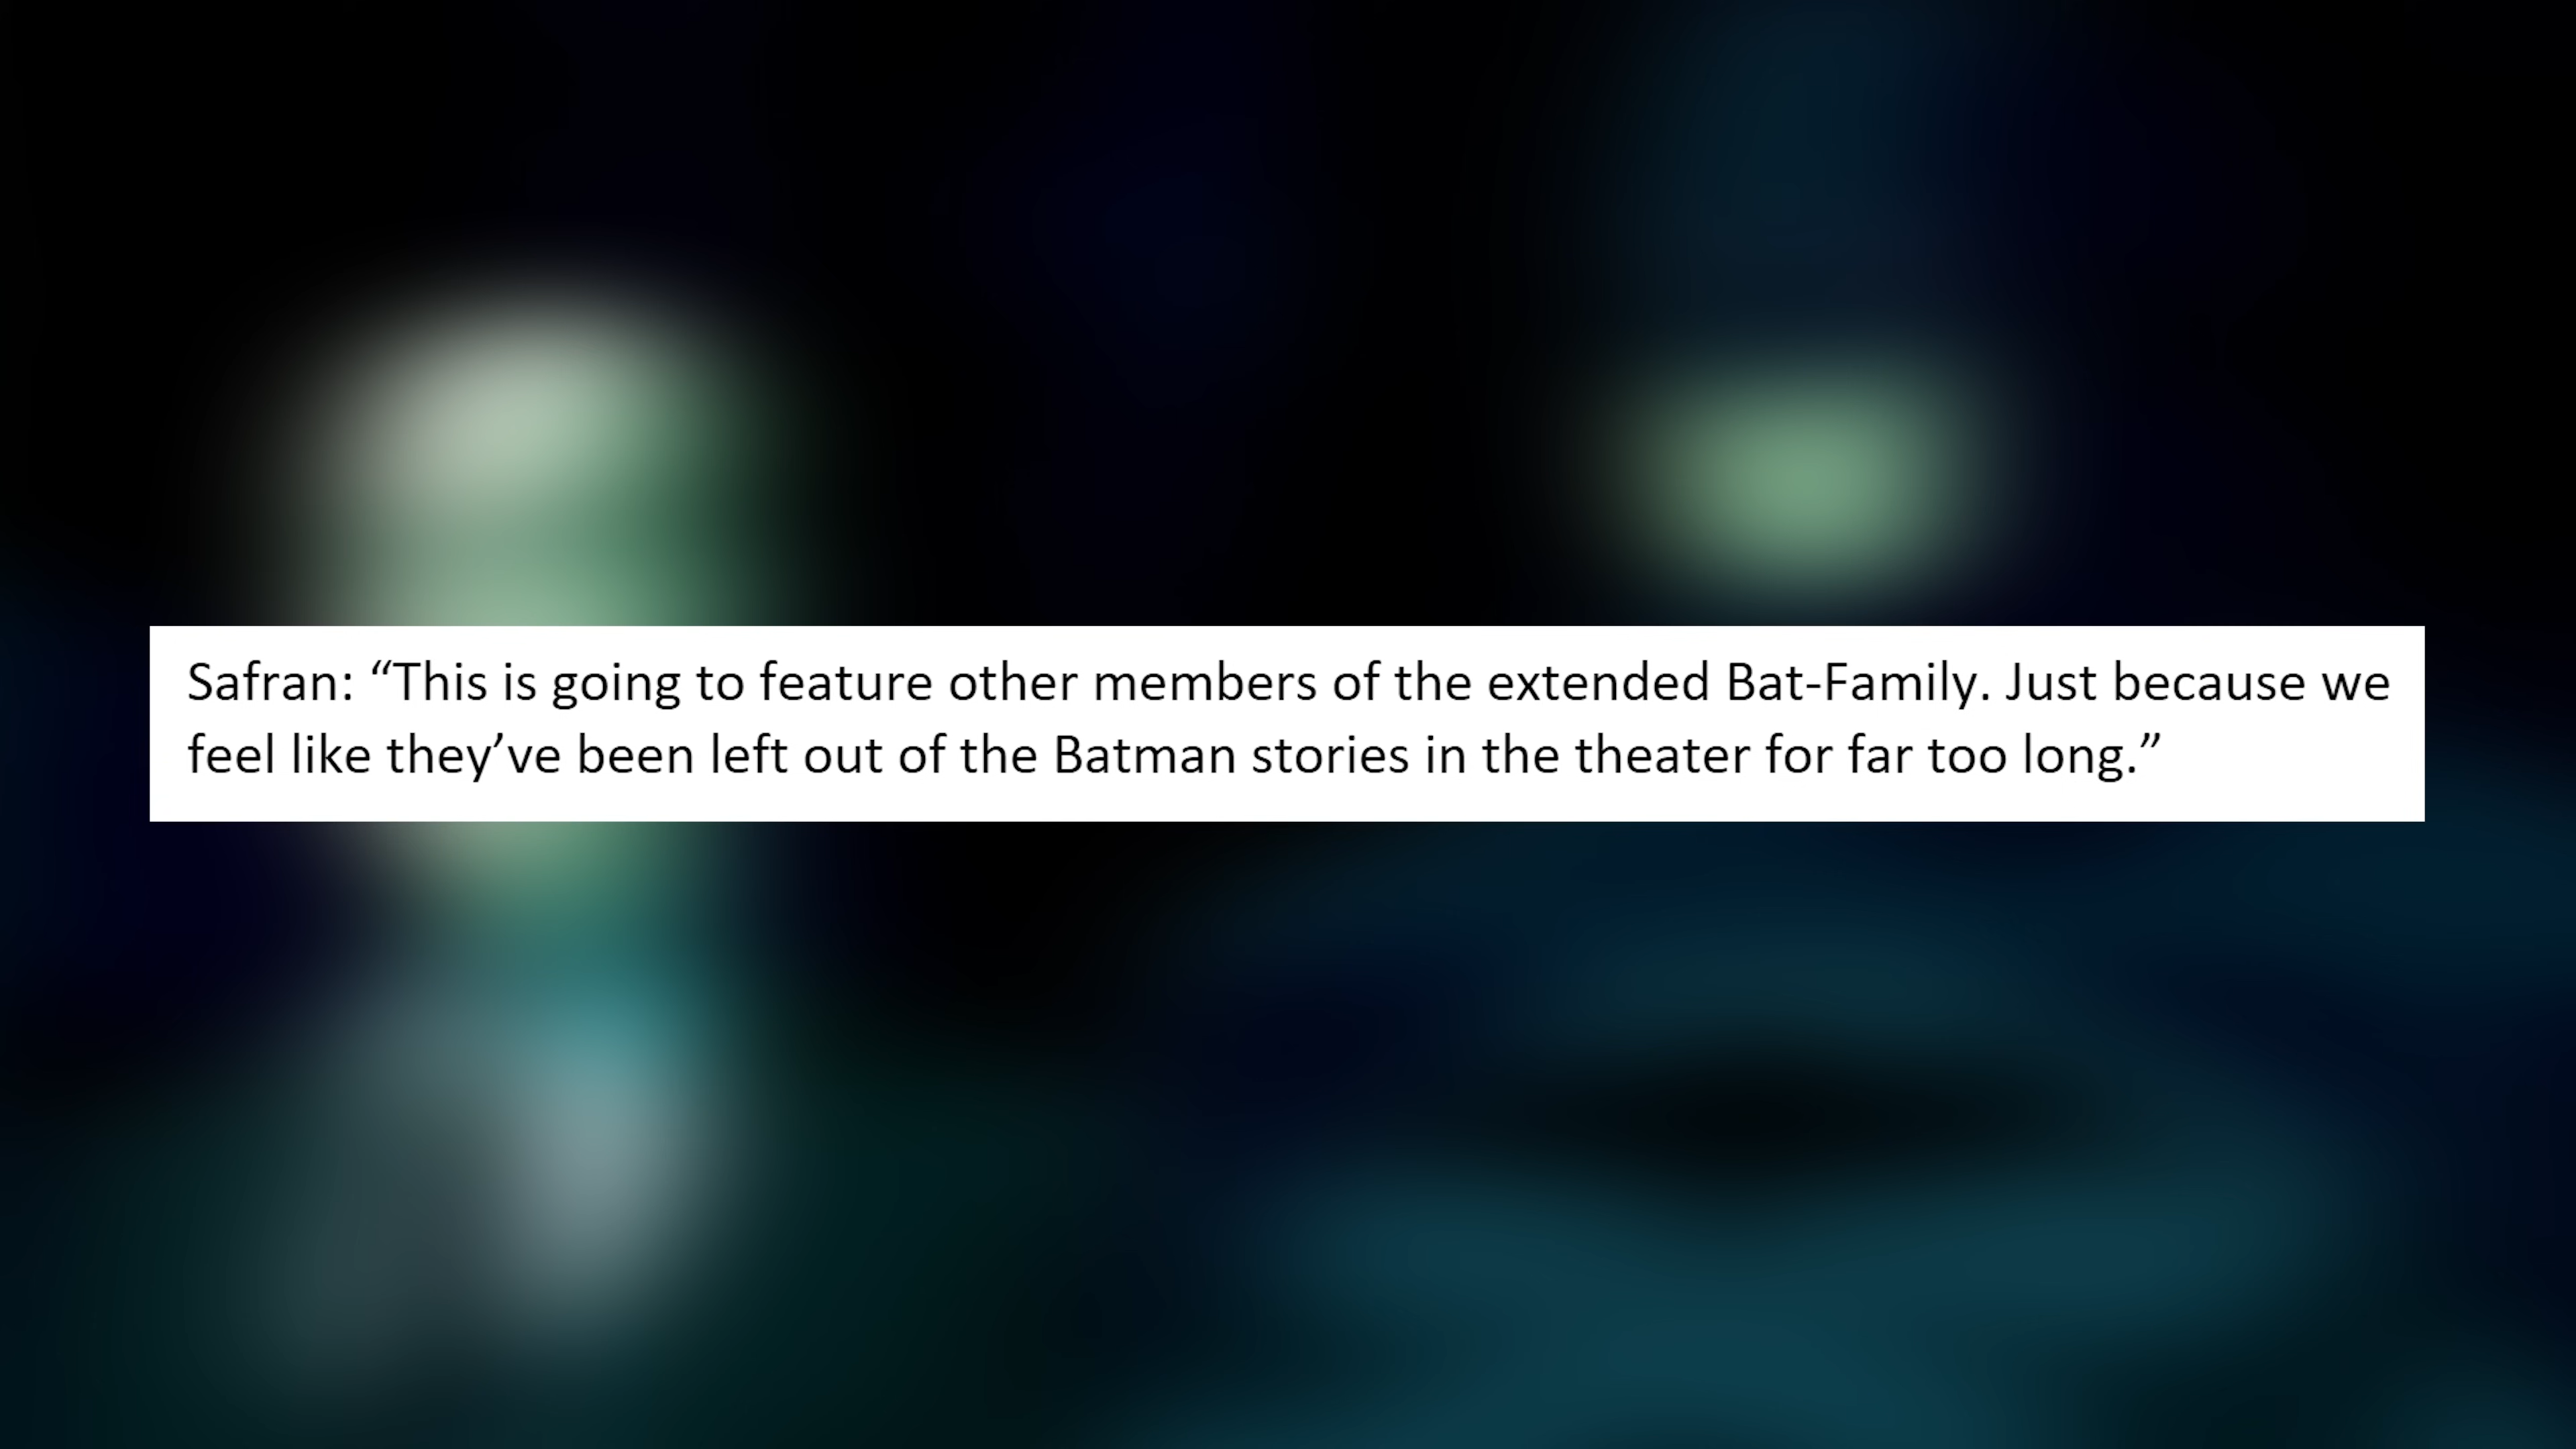 Safran: “This is going to feature other members of the extended Bat-Family. Just because we
feel like they’ve been left out of the Batman stories in the theater for far too long.”